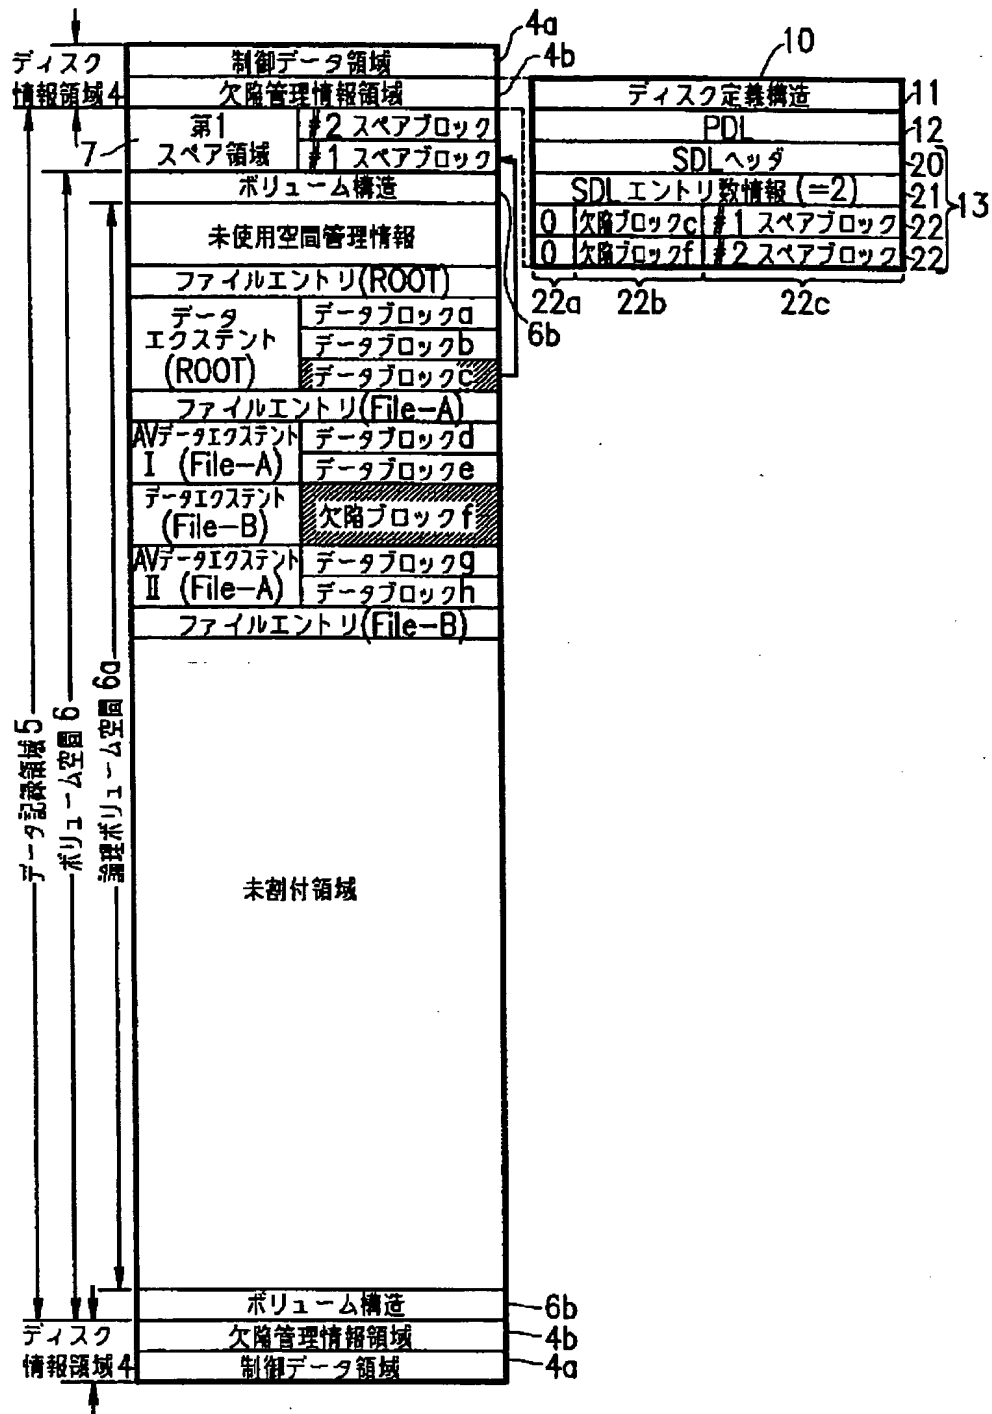 ディスク
情報領域4
4a
4b
制御データ領域
欠陥管理情報領域
7
第1
スペア領域
#2 スペアブロック
#1 スペアブロック
ボリューム構造
未使用空間管理情報
ファイルエントリ(ROOT)
データ
エクステント
(ROOT)
データブロックa
データブロックb
データブロックc
6b
ファイルエントリ(File-A)
AVデータエクステント
I (File-A)
データブロックd
データブロックe
データエクステント
(File-B)
欠陥ブロックf
AVデータエクステント
II (File-A)
データブロックg
データブロックh
ファイルエントリ(File-B)
未割付領域
ボリューム構造
6b
欠陥管理情報領域
4b
制御データ領域
4a
ディスク
情報領域4
データ記録領域5
ボリューム空間6
論理ボリューム空間6a
10
ディスク定義構造
11
PDL
12
SDLヘッダ
20
SDLエントリ数情報(=2)
21
13
0 欠陥ブロックc #1 スペアブロック
22
0 欠陥ブロックf #2 スペアブロック
22
22a 22b 22c